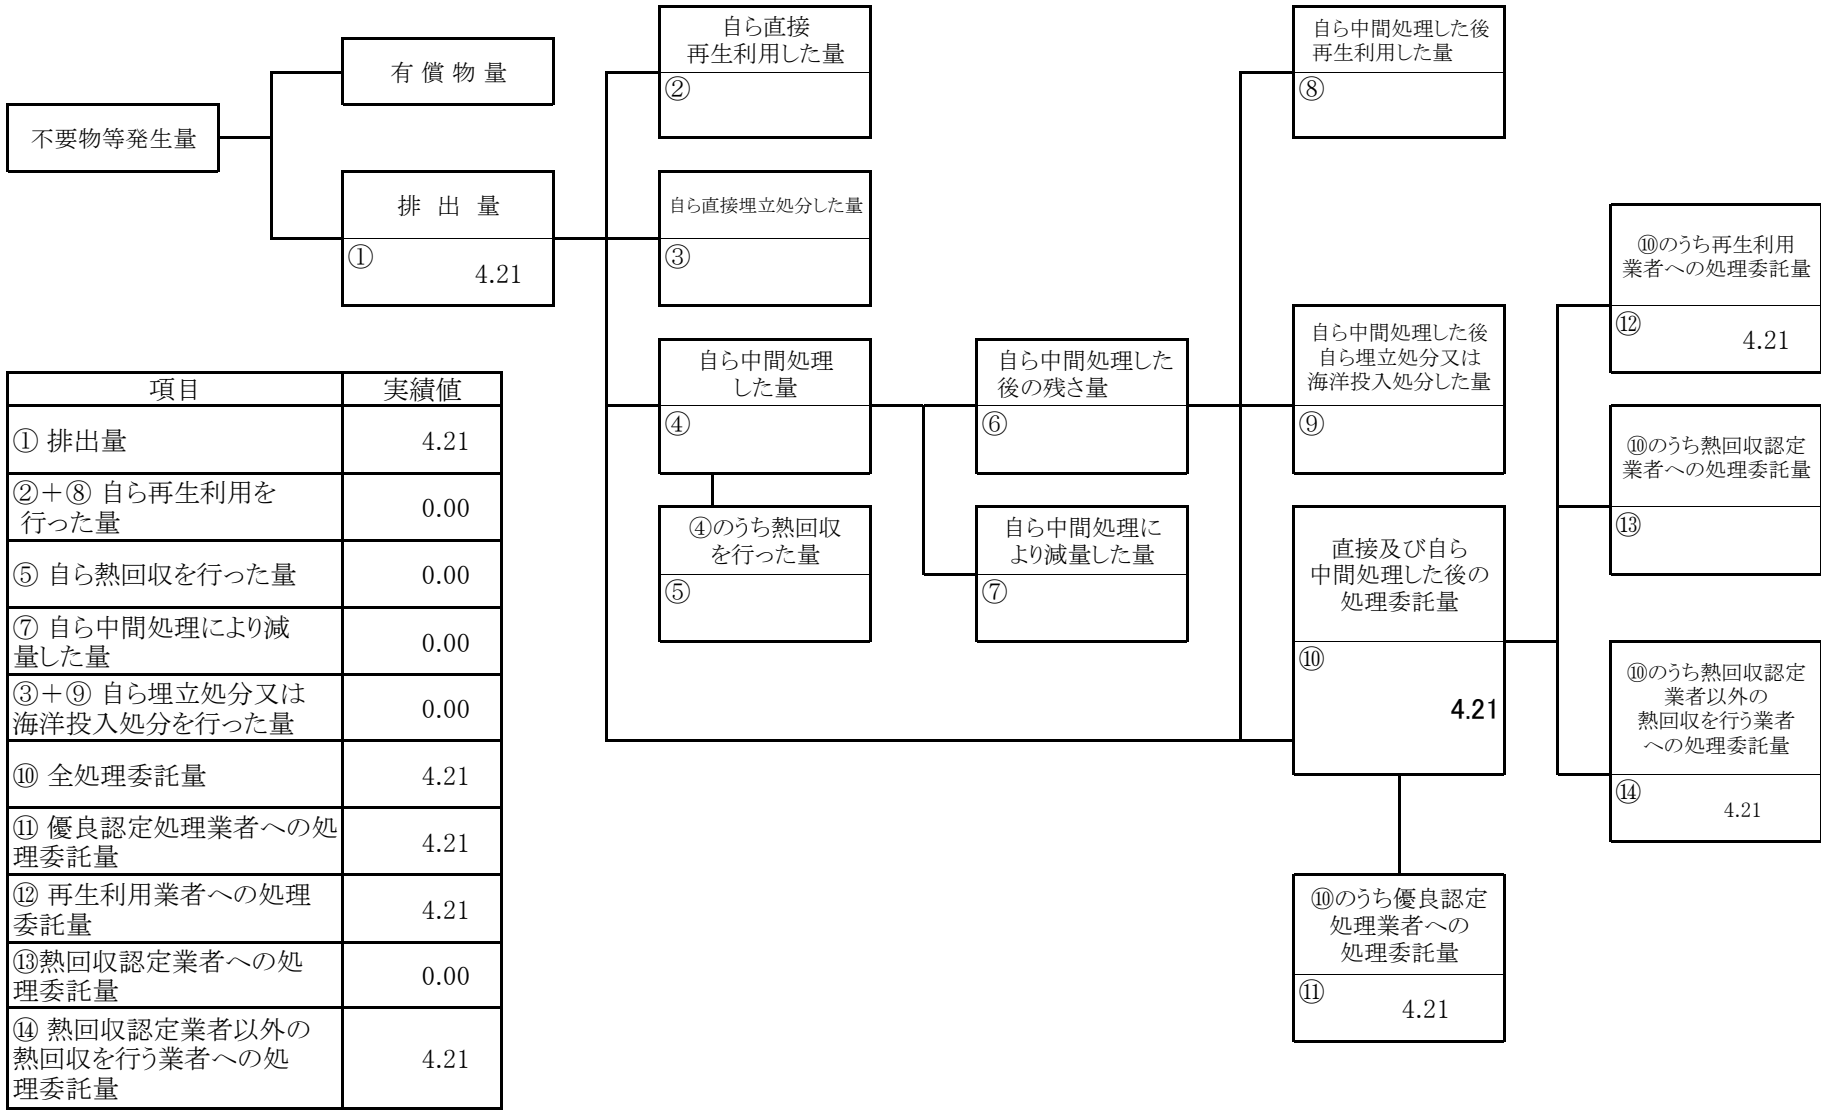 不要物等発生量
有 償 物 量
排 出 量
①
4.21
自ら直接
再生利用した量
②
自ら直接埋立処分した量
③
自ら中間処理
した量
④
④のうち熱回収
を行った量
⑤
自ら中間処理した
後の残さ量
⑥
自ら中間処理に
より減量した量
⑦
自ら中間処理した後
再生利用した量
⑧
自ら中間処理した後
自ら埋立処分又は
海洋投入処分した量
⑨
直接及び自ら
中間処理した後の
処理委託量
⑩
4.21
⑩のうち優良認定
処理業者への
処理委託量
⑪
4.21
⑩のうち再生利用
業者への処理委託量
⑫
4.21
⑩のうち熱回収認定
業者への処理委託量
⑬
⑩のうち熱回収認定
業者以外の
熱回収を行う業者
への処理委託量
⑭
4.21
項目 実績値
① 排出量 4.21
②+⑧ 自ら再生利用を
行った量 0.00
⑤ 自ら熱回収を行った量 0.00
⑦ 自ら中間処理により減
量した量 0.00
③+⑨ 自ら埋立処分又は
海洋投入処分を行った量 0.00
⑩ 全処理委託量 4.21
⑪ 優良認定処理業者への処
理委託量 4.21
⑫ 再生利用業者への処理
委託量 4.21
⑬熱回収認定業者への処
理委託量 0.00
⑭ 熱回収認定業者以外の
熱回収を行う業者への処
理委託量 4.21